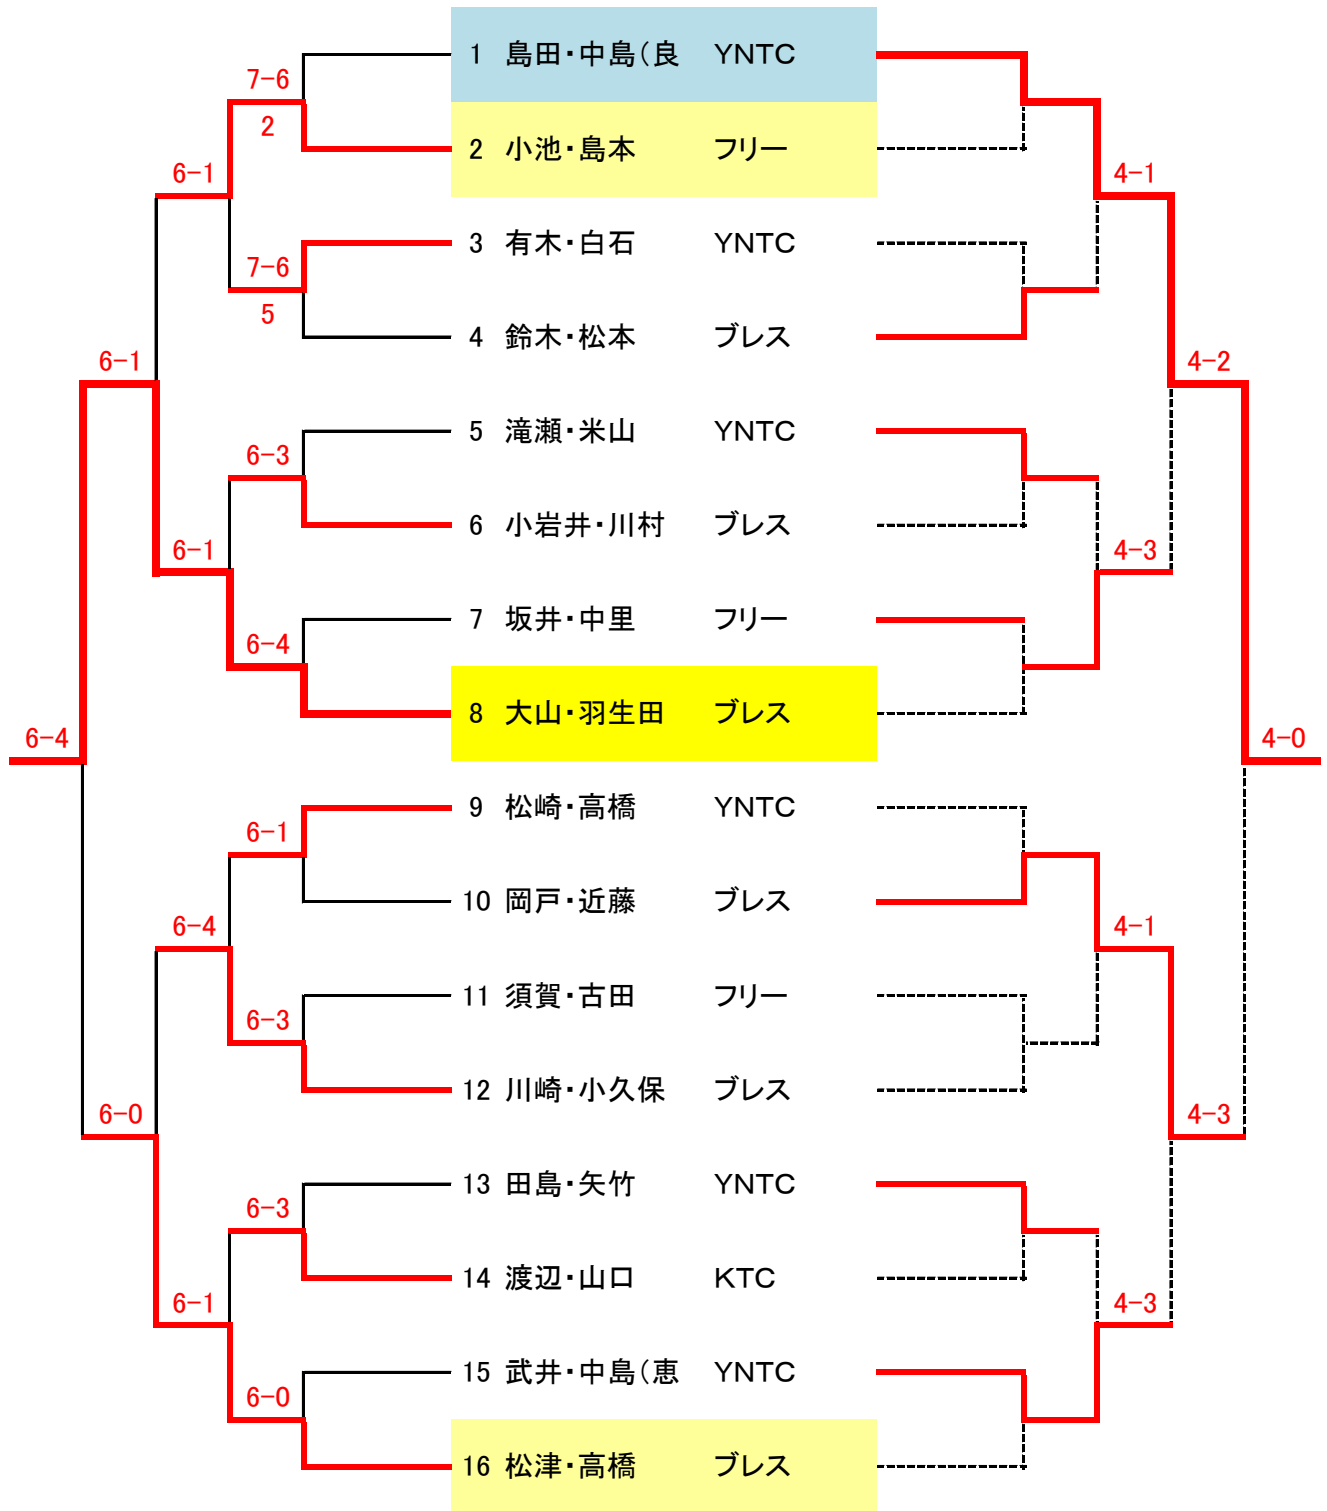 1 島田・中島(良 YNTC
7-6
2
2 小池・島本 フリー
6-1
4-1
3 有木・白石 YNTC
7-6
5
4 鈴木・松本 ブレス
6-1
4-2
5 滝瀬・米山 YNTC
6-3
6 小岩井・川村 ブレス
6-1
4-3
7 坂井・中里 フリー
6-4
8 大山・羽生田 ブレス
6-4
4-0
9 松崎・高橋 YNTC
6-1
10 岡戸・近藤 ブレス
6-4
4-1
11 須賀・古田 フリー
6-3
12 川崎・小久保 ブレス
6-0
4-3
13 田島・矢竹 YNTC
6-3
14 渡辺・山口 KTC
6-1
4-3
15 武井・中島(恵 YNTC
6-0
16 松津・高橋 ブレス